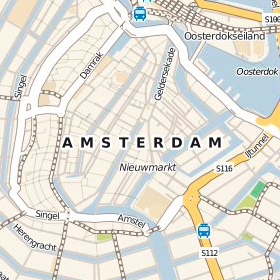 S100
Oosterdokseiland
Geldersekade
Damrak
Oosterdok
Singel
IJtunnel
AMSTERDAM
Nieuwmarkt
S116
Singel
Amstel
Herengracht
S112